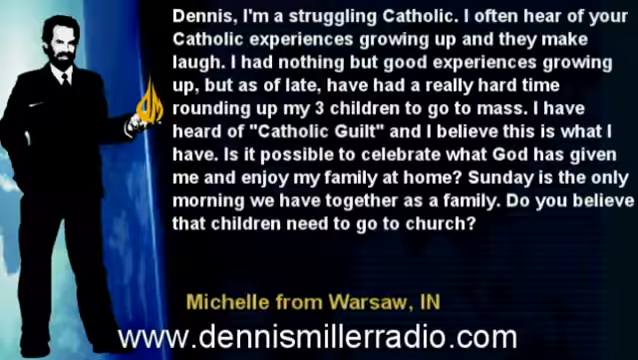 Dennis, I'm a struggling Catholic. I often hear of your
Catholic experiences growing up and they make
laugh. I had nothing but good experiences growing
up, but as of late, have had a really hard time
rounding up my 3 children to go to mass. I have
heard of "Catholic Guilt" and I believe this is what I
have. Is it possible to celebrate what God has given
me and enjoy my family at home? Sunday is the only
morning we have together as a family. Do you believe
that children need to go to church?
Michelle from Warsaw, IN
www.dennismillerradio.com